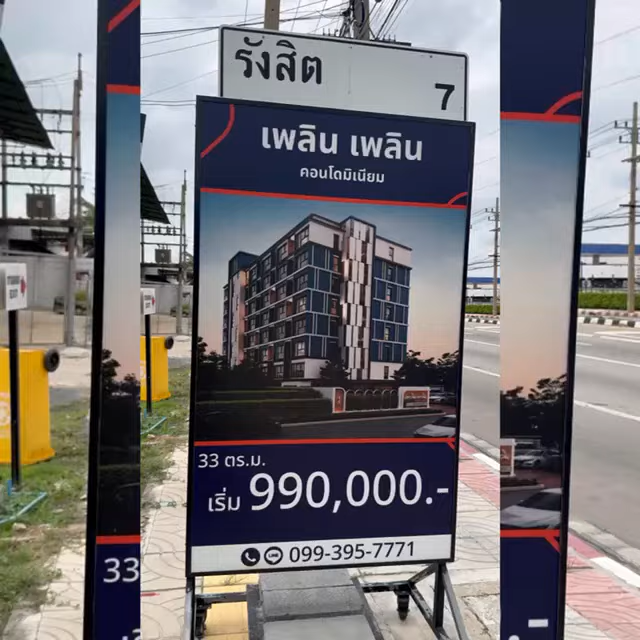 รังสิต
7
เพลิน เพลิน
คอนโดมิเนียม
33 ตร.ม.
เริ่ม 990,000.-
099-395-7771
33